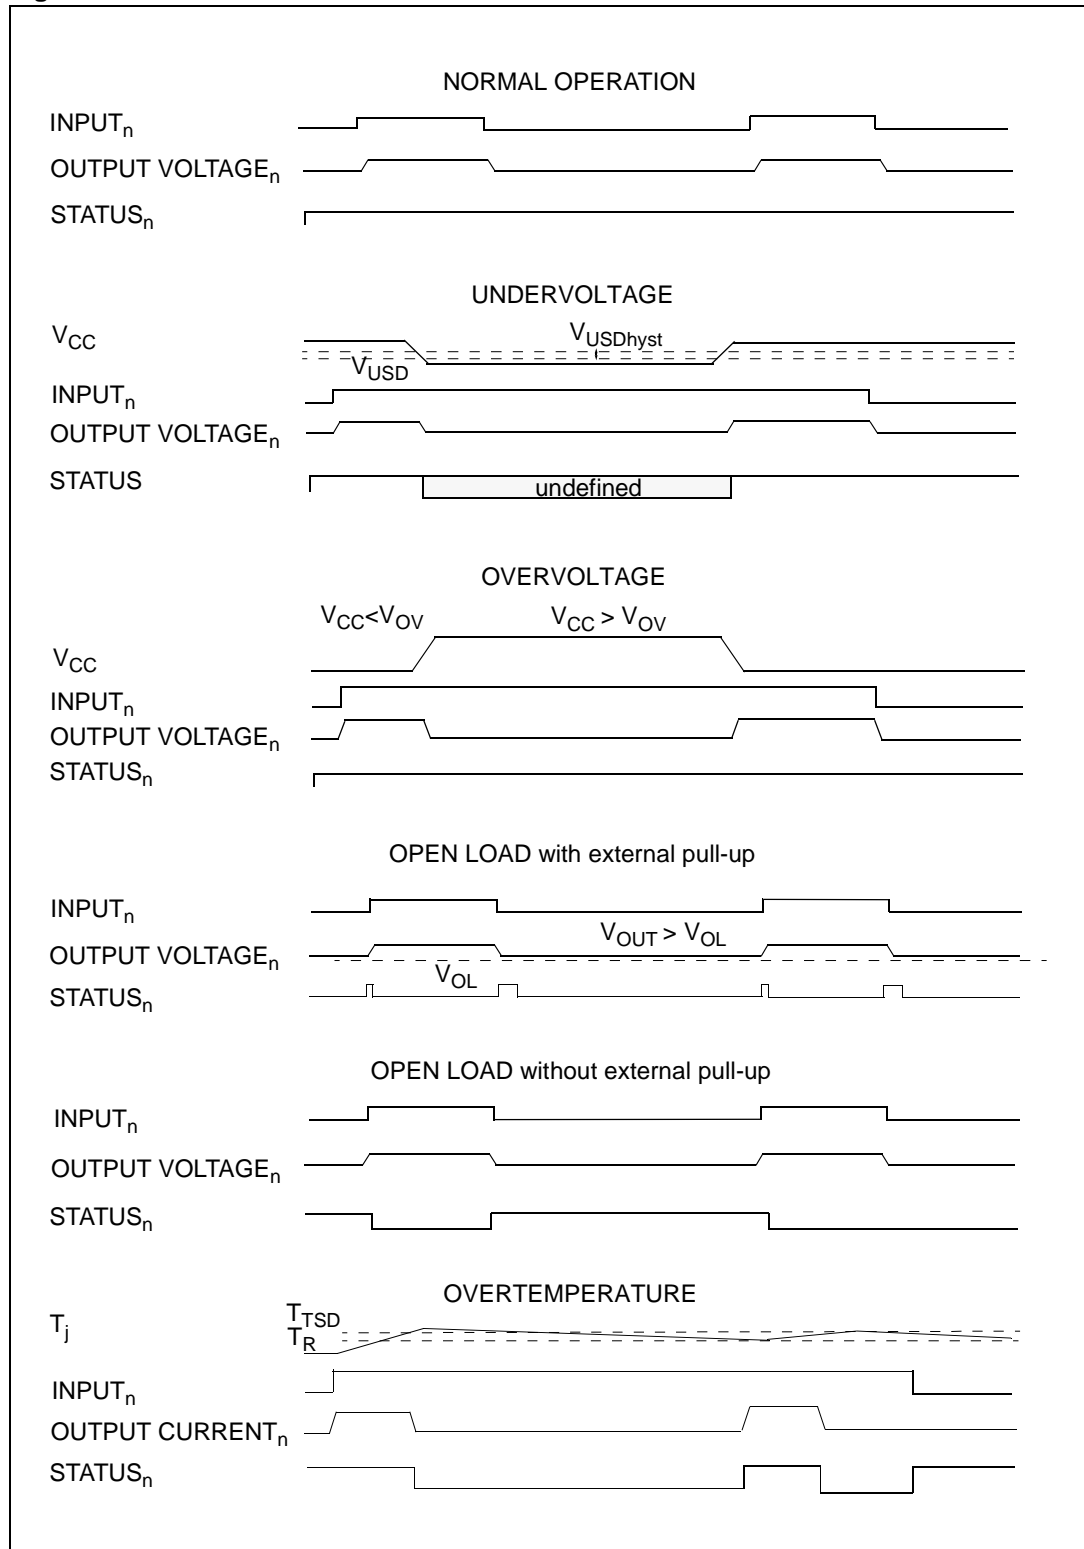 NORMAL OPERATION
INPUTn
OUTPUT VOLTAGEn
STATUSn
UNDERVOLTAGE
VCC
VUSDhyst
VUSD
INPUTn
OUTPUT VOLTAGEn
STATUS
undefined
OVERVOLTAGE
VCC<VOV
VCC > VOV
VCC
INPUTn
OUTPUT VOLTAGEn
STATUSn
OPEN LOAD with external pull-up
INPUTn
VOUT > VOL
OUTPUT VOLTAGEn
VOL
STATUSn
OPEN LOAD without external pull-up
INPUTn
OUTPUT VOLTAGEn
STATUSn
OVERTEMPERATURE
Tj
TTSD
TR
INPUTn
OUTPUT CURRENTn
STATUSn